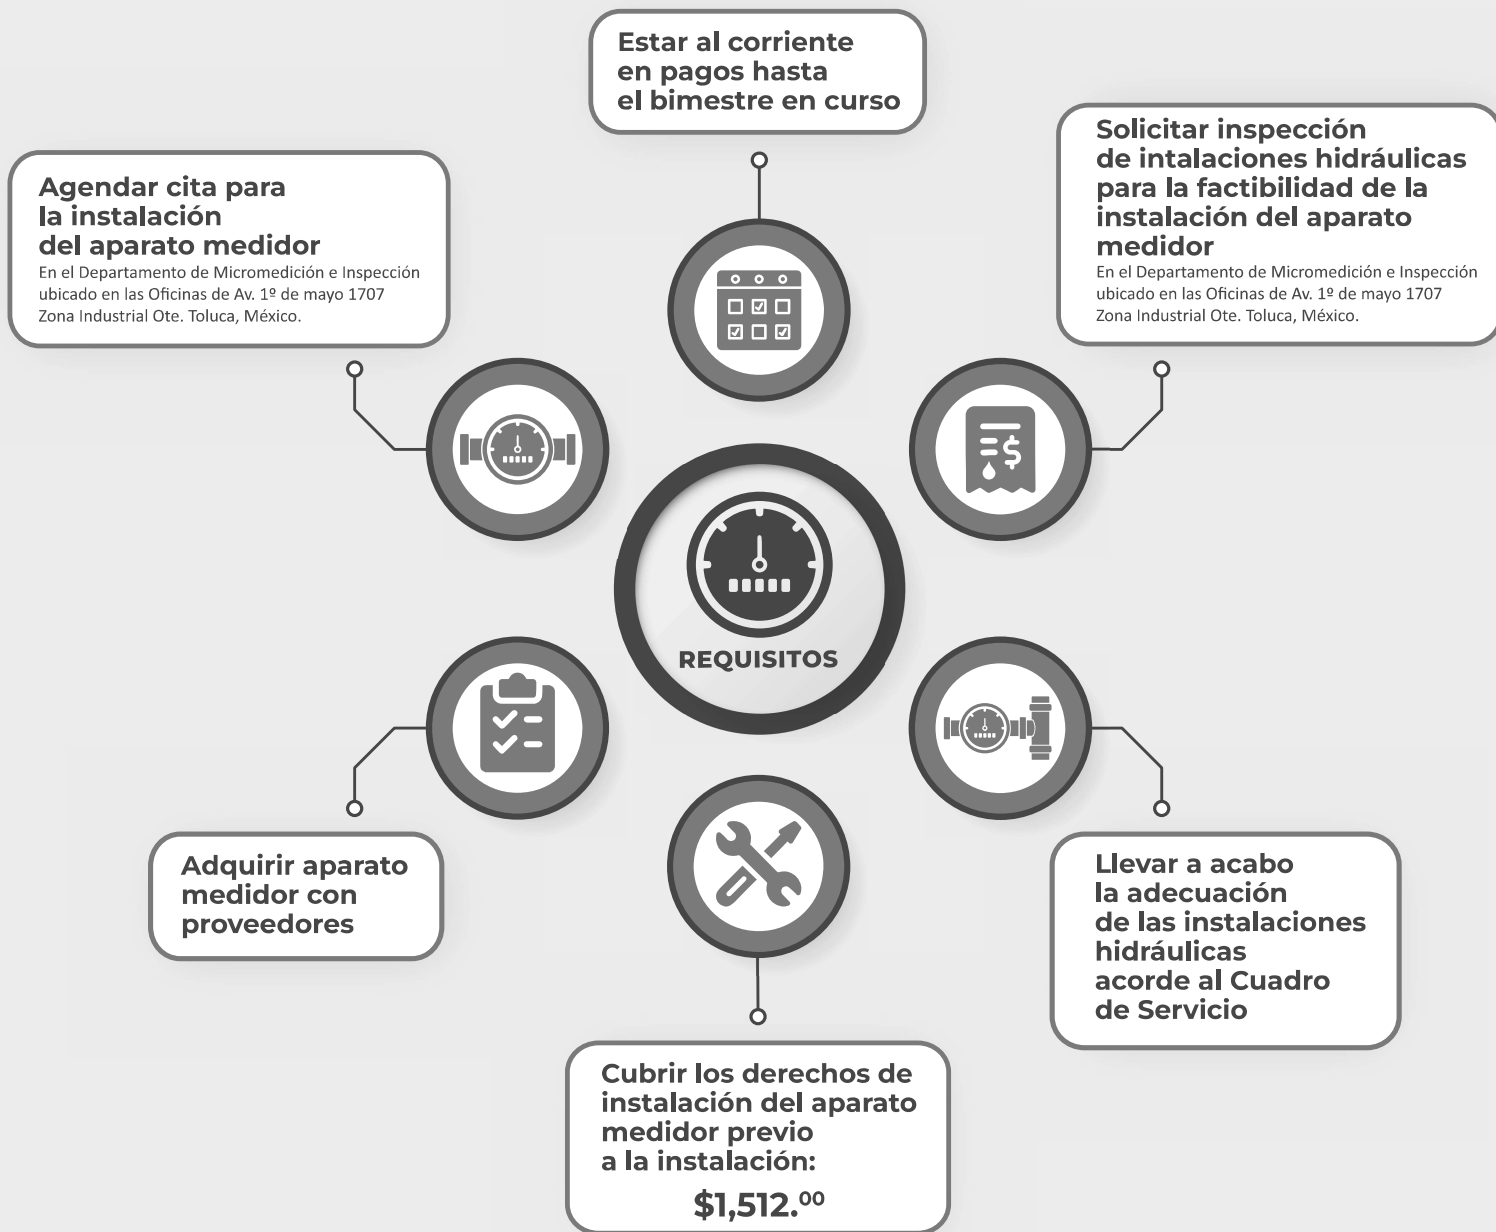 Estar al corriente
en pagos hasta
el bimestre en curso
Solicitar inspección
de intalaciones hidráulicas
para la factibilidad de la
instalación del aparato
medidor
En el Departamento de Micromedición e Inspección
ubicado en las Oficinas de Av. 1º de mayo 1707
Zona Industrial Ote. Toluca, México.
Agendar cita para
la instalación
del aparato medidor
En el Departamento de Micromedición e Inspección
ubicado en las Oficinas de Av. 1º de mayo 1707
Zona Industrial Ote. Toluca, México.
$
REQUISITOS
Adquirir aparato
medidor con
proveedores
Llevar a acabo
la adecuación
de las instalaciones
hidráulicas
acorde al Cuadro
de Servicio
Cubrir los derechos de
instalación del aparato
medidor previo
a la instalación:
$1,512.⁰⁰